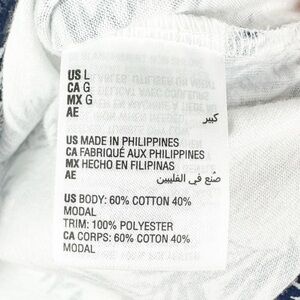 US L
CA G
MX G
AE كبير
US MADE IN PHILIPPINES
CA FABRIQUÉ AUX PHILIPPINES
MX HECHO EN FILIPINAS
AE صُنع في الفلبين
US BODY: 60% COTTON 40%
MODAL
TRIM: 100% POLYESTER
CA CORPS: 60% COTON 40%
MODAL